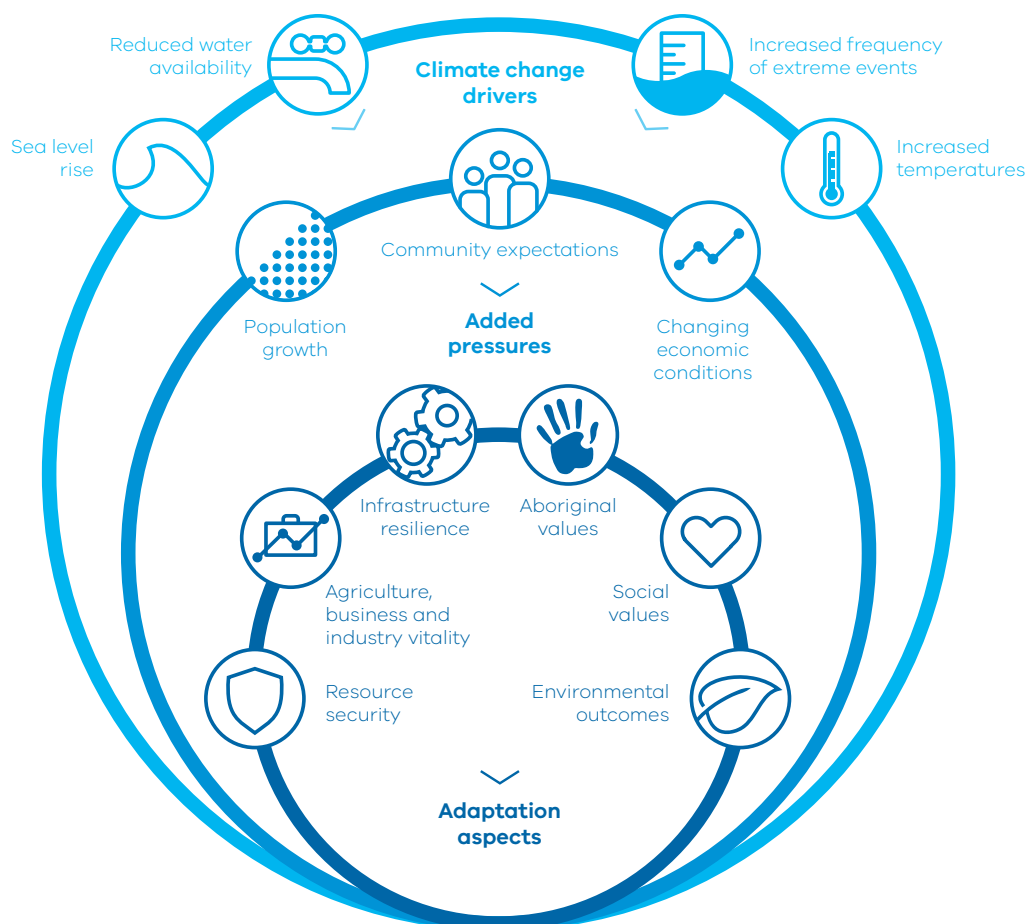 Reduced water
availability
Climate change
drivers
Increased frequency
of extreme events
Sea level
rise
Increased
temperatures
Community expectations
Population
growth
Added
pressures
Changing
economic
conditions
Infrastructure
resilience
Aboriginal
values
Agriculture,
business and
industry vitality
Social
values
Resource
security
Environmental
outcomes
Adaptation
aspects